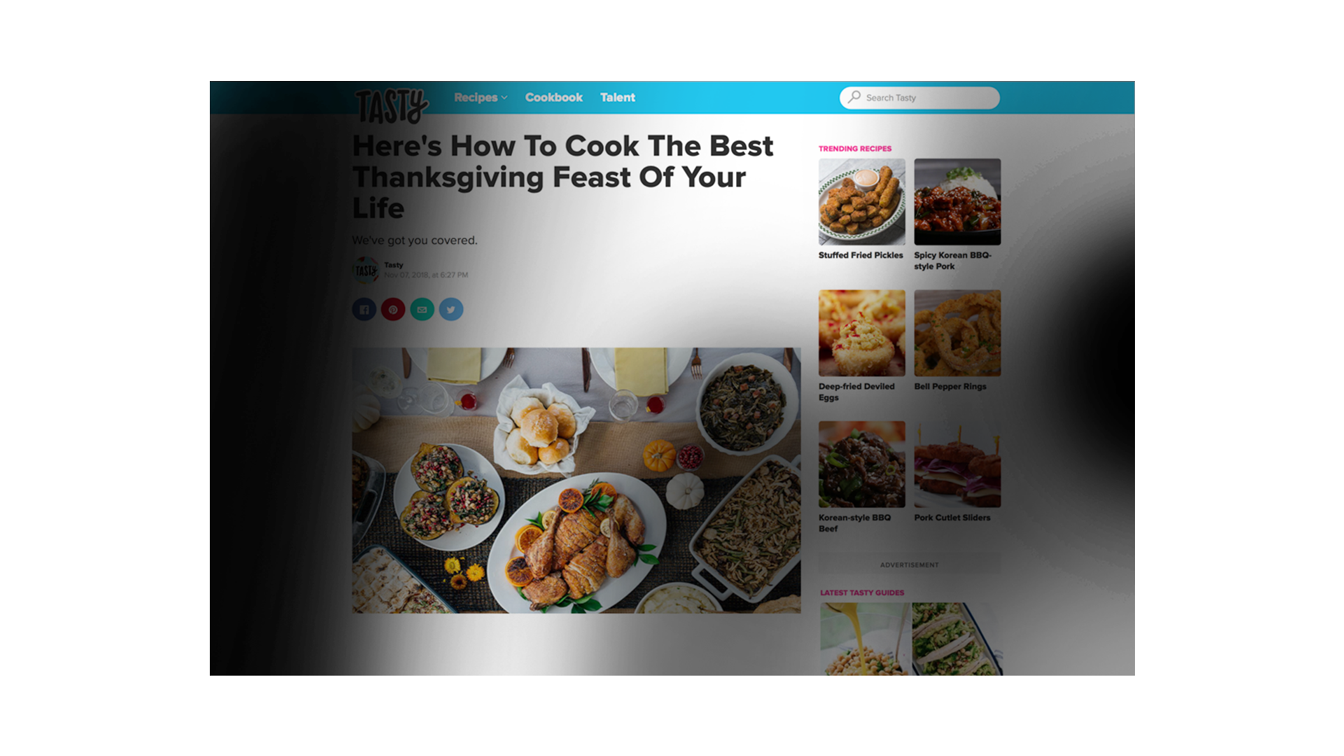 TASTY
Recipes
Cookbook
Talent
Search Tasty
Here's How To Cook The Best
Thanksgiving Feast Of Your
Life
We've got you covered.
TASTY
Tasty
Nov 07, 2018, at 6:27 PM
TRENDING RECIPES
Stuffed Fried Pickles
Spicy Korean BBQ-
style Pork
Deep-fried Deviled
Eggs
Bell Pepper Rings
Korean-style BBQ
Beef
Pork Cutlet Sliders
ADVERTISEMENT
LATEST TASTY GUIDES